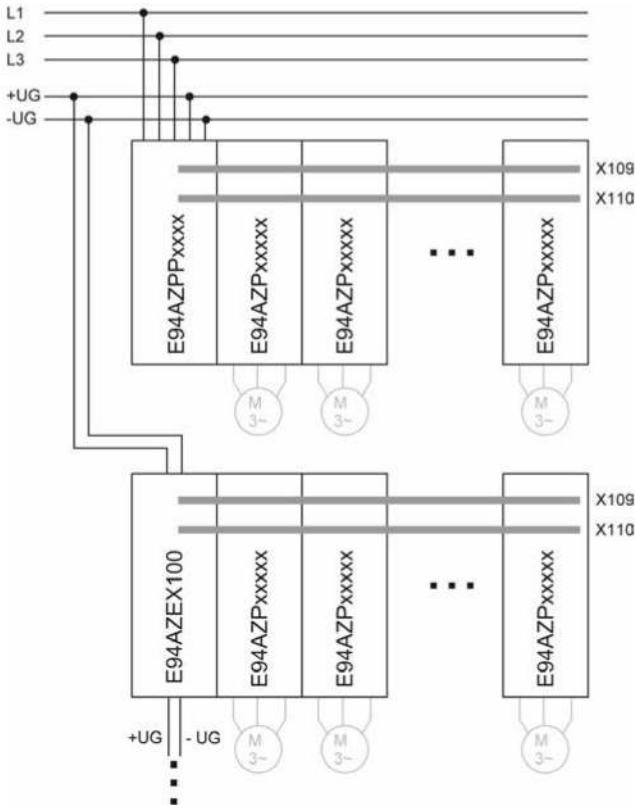 L1
L2
L3
+UG
-UG
X109
X110
E94AZPPxxxx
E94AZPxxxxx
E94AZPxxxxx
E94AZPxxxxx
M
3~
M
3~
M
3~
X109
X110
E94AZEX100
E94AZPxxxxx
E94AZPxxxxx
E94AZPxxxxx
+UG - UG
M
3~
M
3~
M
3~